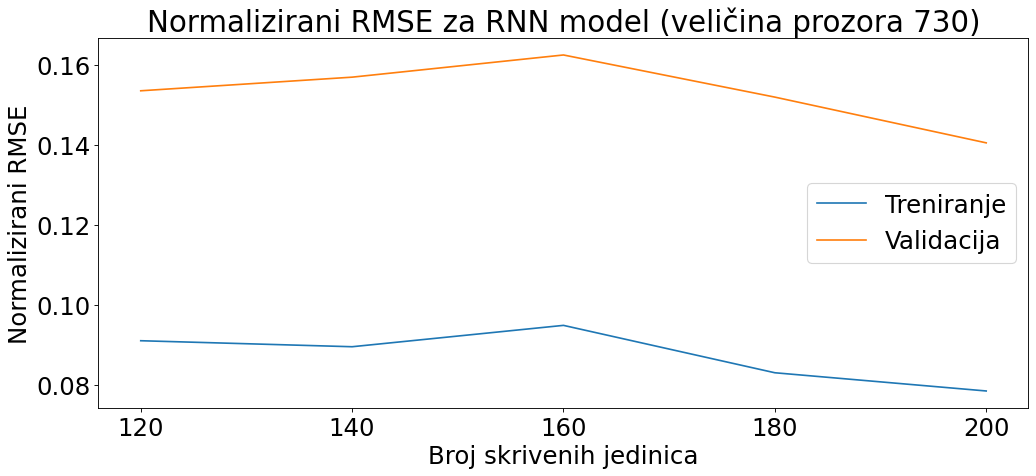 Normalizirani RMSE za RNN model (veličina prozora 730)
Normalizirani RMSE
0.16
0.14
0.12
0.10
0.08
Treniranje
Validacija
120 140 160 180 200
Broj skrivenih jedinica